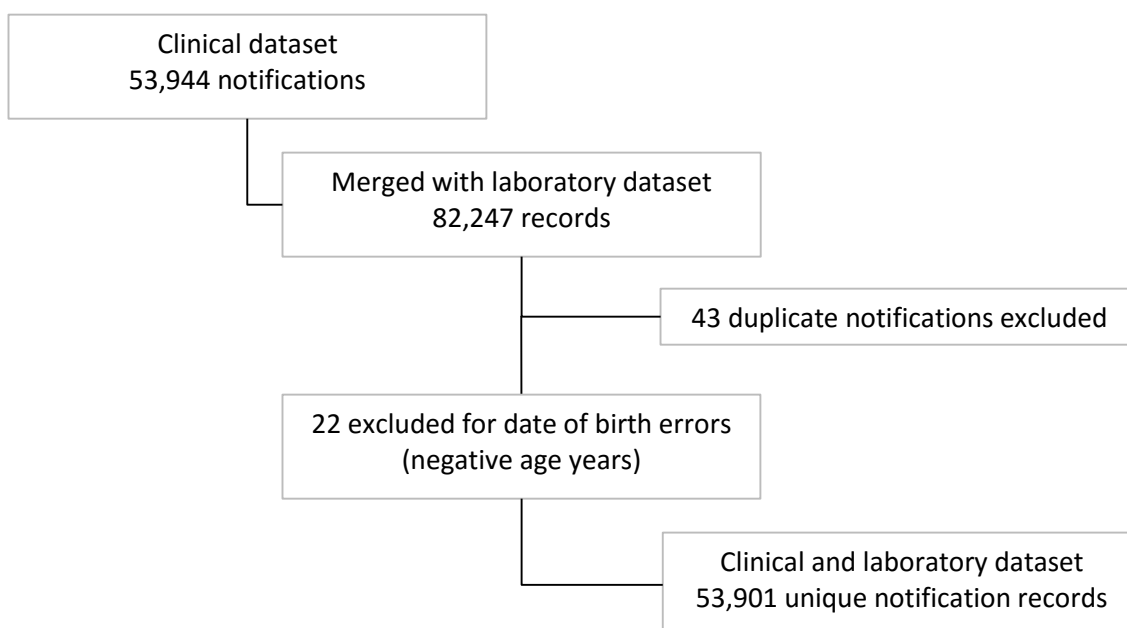 Clinical dataset
53,944 notifications
Merged with laboratory dataset
82,247 records
43 duplicate notifications excluded
22 excluded for date of birth errors
(negative age years)
Clinical and laboratory dataset
53,901 unique notification records